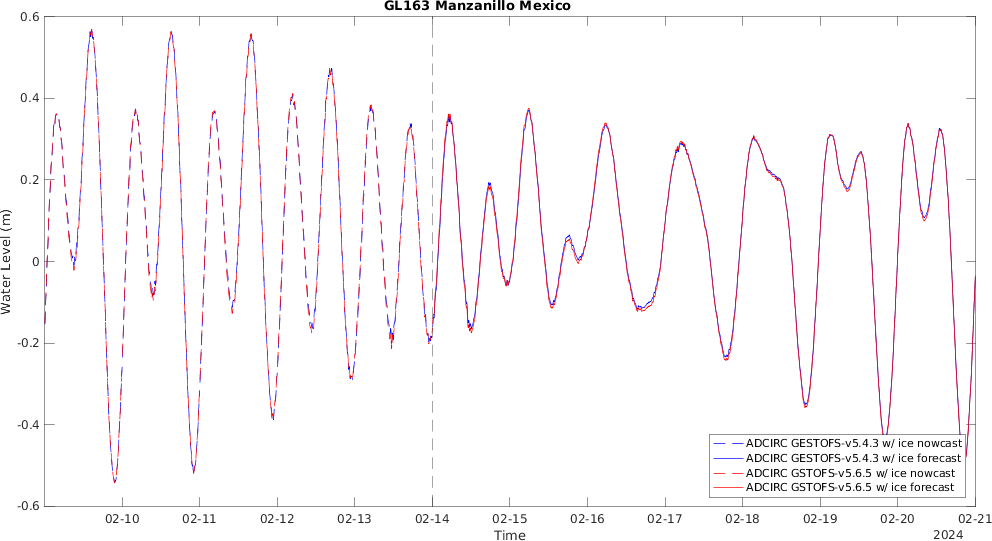 GL163 Manzanillo Mexico
Water Level (m)
0.6
0.4
0.2
0
-0.2
-0.4
-0.6
ADCIRC GESTOFS-v5.4.3 w/ ice nowcast
ADCIRC GESTOFS-v5.4.3 w/ ice forecast
ADCIRC GSTOFS-v5.6.5 w/ ice nowcast
ADCIRC GSTOFS-v5.6.5 w/ ice forecast
02-10 02-11 02-12 02-13 02-14 02-15 02-16 02-17 02-18 02-19 02-20 02-21
Time
2024